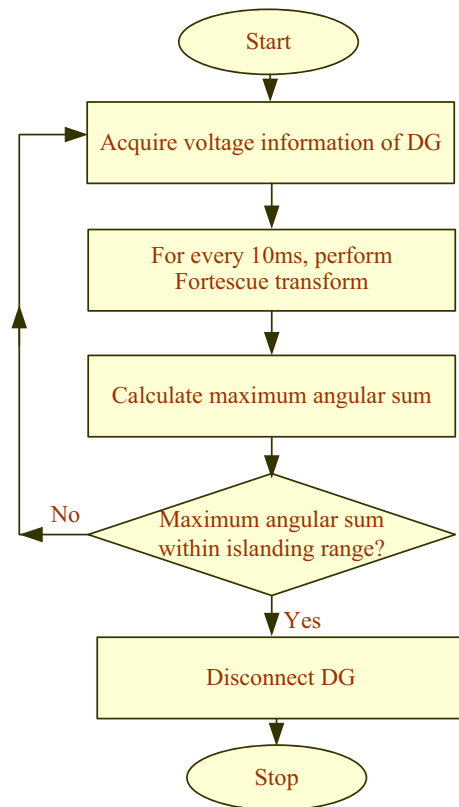 Start
Acquire voltage information of DG
For every 10ms, perform
Fortescue transform
Calculate maximum angular sum
Maximum angular sum
within islanding range?
No
Yes
Disconnect DG
Stop